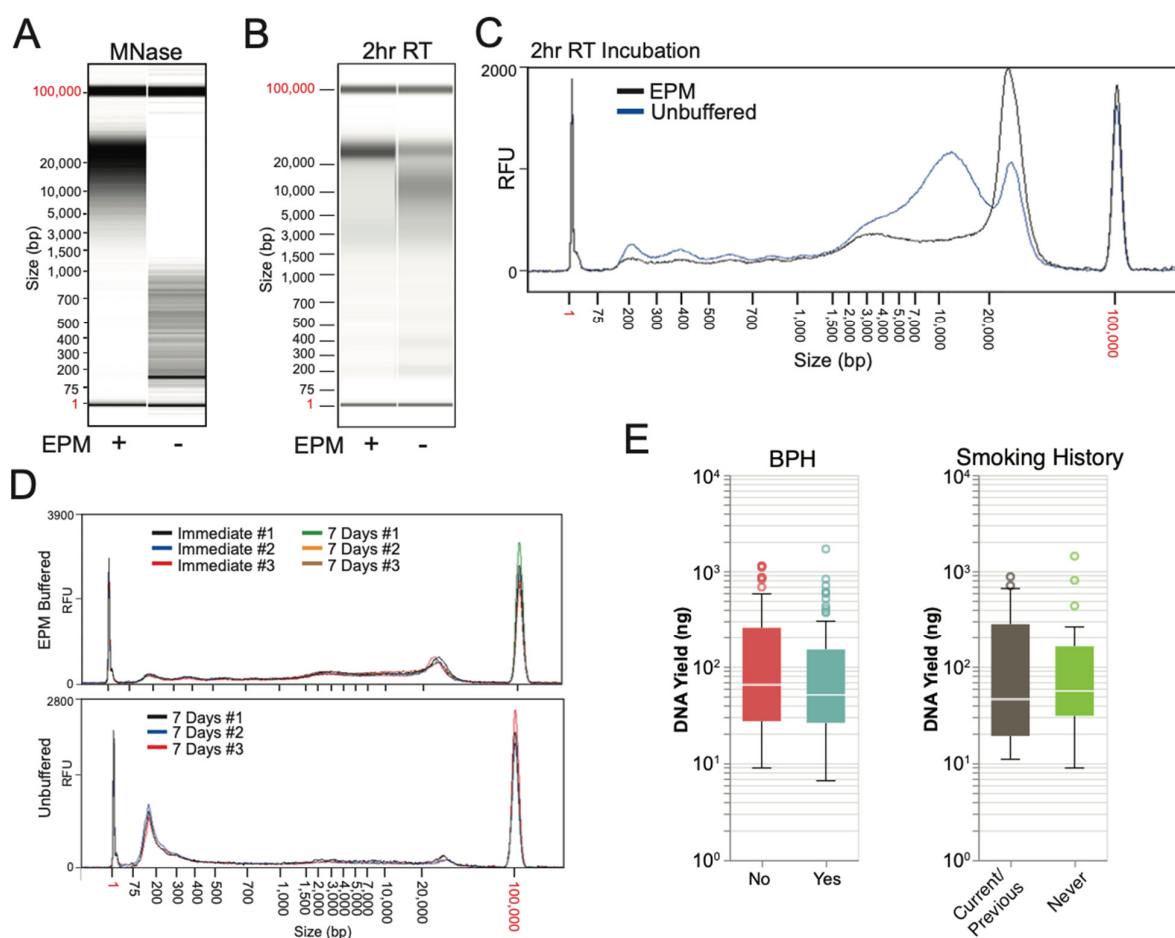 A
MNase
100,000
20,000
10,000
5,000
3,000
2,000
1,500
1,000
700
500
400
300
200
75
1
Size (bp)
EPM + -
B
2hr RT
100,000
20,000
10,000
5,000
3,000
2,000
1,500
1,000
700
500
400
300
200
75
1
Size (bp)
EPM + -
C
2hr RT Incubation
2000
RFU
0
EPM
Unbuffered
1 75 200 300 400 500 700 1,000 1,500 2,000 3,000 4,000 5,000 7,000 10,000 20,000 100,000
Size (bp)
D
3900
EPM Buffered
RFU
0
Immediate #1 7 Days #1
Immediate #2 7 Days #2
Immediate #3 7 Days #3
2800
Unbuffered
RFU
0
7 Days #1
7 Days #2
7 Days #3
1 75 200 300 400 500 700 1,000 1,500 2,000 3,000 4,000 5,000 7,000 10,000 20,000 100,000
Size (bp)
E
BPH
DNA Yield (ng)
10⁴
10³
10²
10¹
10⁰
No Yes
Smoking History
DNA Yield (ng)
10⁴
10³
10²
10¹
10⁰
Current/
Previous
Never